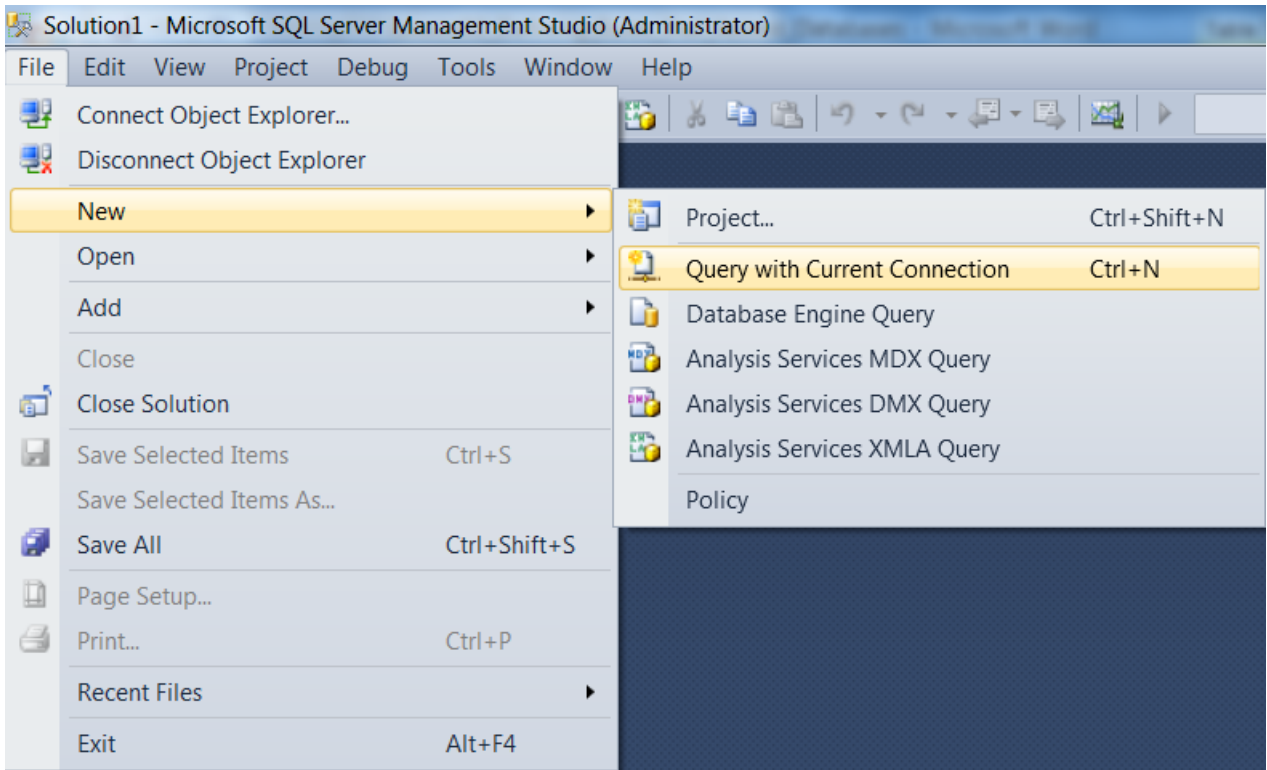 Solution1 - Microsoft SQL Server Management Studio (Administrator)
File Edit View Project Debug Tools Window Help
Connect Object Explorer...
Disconnect Object Explorer
New
Open
Add
Close
Close Solution
Save Selected Items Ctrl+S
Save Selected Items As...
Save All Ctrl+Shift+S
Page Setup...
Print... Ctrl+P
Recent Files
Exit Alt+F4
Project... Ctrl+Shift+N
Query with Current Connection Ctrl+N
Database Engine Query
Analysis Services MDX Query
Analysis Services DMX Query
Analysis Services XMLA Query
Policy